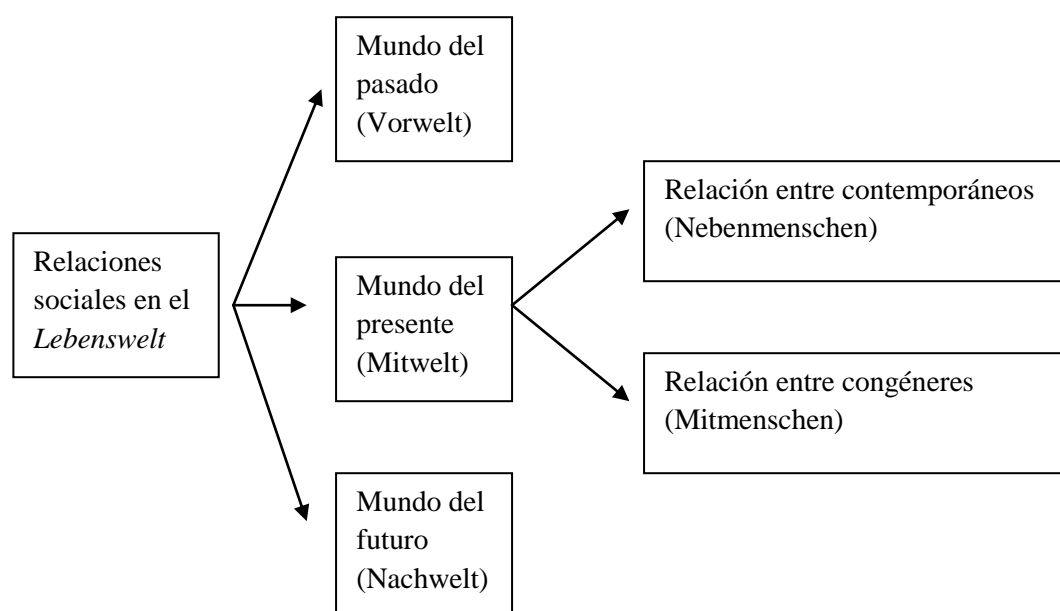 Relaciones
sociales en el
Lebenswelt
Mundo del
pasado
(Vorwelt)
Mundo del
presente
(Mitwelt)
Mundo del
futuro
(Nachwelt)
Relación entre contemporáneos
(Nebenmenschen)
Relación entre congéneres
(Mitmenschen)